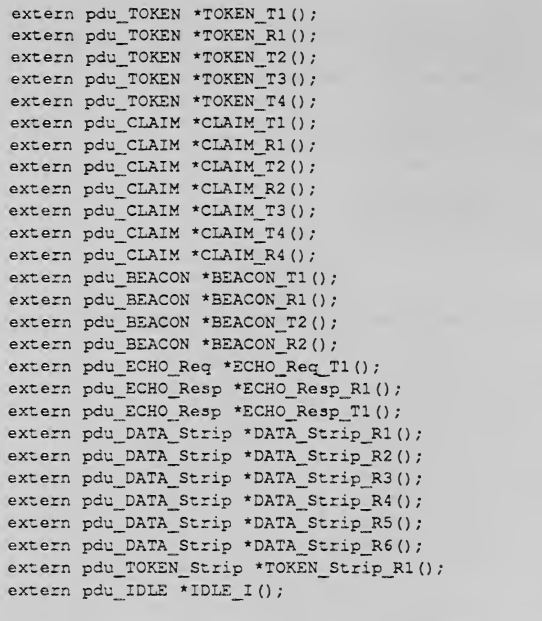 extern pdu_TOKEN *TOKEN_T1();
extern pdu_TOKEN *TOKEN_R1();
extern pdu_TOKEN *TOKEN_T2();
extern pdu_TOKEN *TOKEN_T3();
extern pdu_TOKEN *TOKEN_T4();
extern pdu_CLAIM *CLAIM_T1();
extern pdu_CLAIM *CLAIM_R1();
extern pdu_CLAIM *CLAIM_T2();
extern pdu_CLAIM *CLAIM_R2();
extern pdu_CLAIM *CLAIM_T3();
extern pdu_CLAIM *CLAIM_T4();
extern pdu_CLAIM *CLAIM_R4();
extern pdu_BEACON *BEACON_T1();
extern pdu_BEACON *BEACON_R1();
extern pdu_BEACON *BEACON_T2();
extern pdu_BEACON *BEACON_R2();
extern pdu_ECHO_Req *ECHO_Req_T1();
extern pdu_ECHO_Resp *ECHO_Resp_R1();
extern pdu_ECHO_Resp *ECHO_Resp_T1();
extern pdu_DATA_Strip *DATA_Strip_R1();
extern pdu_DATA_Strip *DATA_Strip_R2();
extern pdu_DATA_Strip *DATA_Strip_R3();
extern pdu_DATA_Strip *DATA_Strip_R4();
extern pdu_DATA_Strip *DATA_Strip_R5();
extern pdu_DATA_Strip *DATA_Strip_R6();
extern pdu_TOKEN_Strip *TOKEN_Strip_R1();
extern pdu_IDLE *IDLE_I();